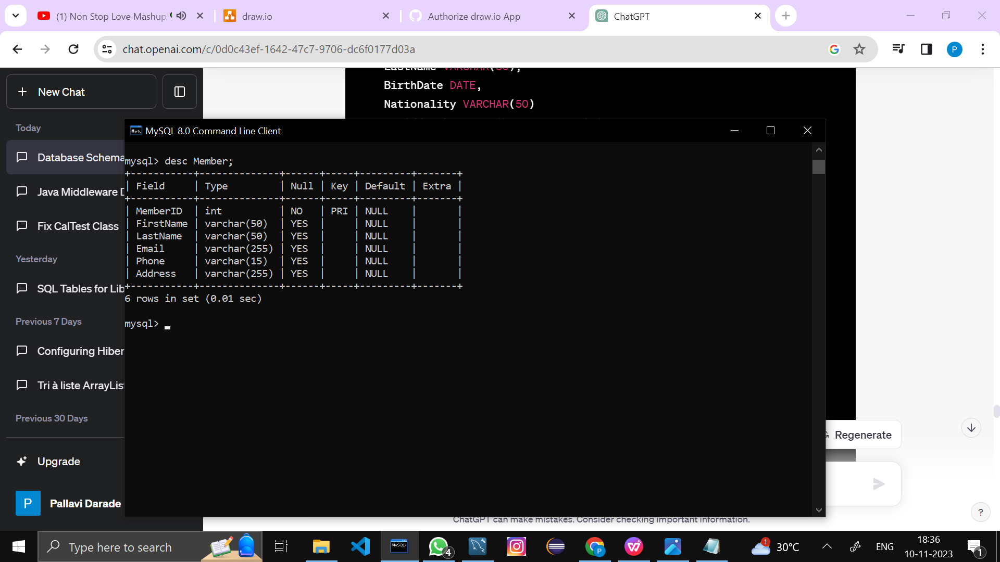 (1) Non Stop Love Mashup
draw.io
Authorize draw.io App
ChatGPT
chat.openai.com/c/0d0c43ef-1642-47c7-9706-dc6f0177d03a
P
New Chat
LastName VARCHAR(50),
BirthDate DATE,
Nationality VARCHAR(50)
Today
Database Schema
Java Middleware D
Fix CalTest Class
Yesterday
SQL Tables for Lib
Previous 7 Days
Configuring Hiber
Tri à liste ArrayList
Previous 30 Days
Upgrade
P
Pallavi Darade
MySQL 8.0 Command Line Client
mysql> desc Member;
+-----------+--------------+------+-----+---------+-------+
| Field     | Type         | Null | Key | Default | Extra |
+-----------+--------------+------+-----+---------+-------+
| MemberID  | int          | NO   | PRI | NULL    |       |
| FirstName | varchar(50)  | YES  |     | NULL    |       |
| LastName  | varchar(50)  | YES  |     | NULL    |       |
| Email     | varchar(255) | YES  |     | NULL    |       |
| Phone     | varchar(15)  | YES  |     | NULL    |       |
| Address   | varchar(255) | YES  |     | NULL    |       |
+-----------+--------------+------+-----+---------+-------+
6 rows in set (0.01 sec)
mysql>
Regenerate
ChatGPT can make mistakes. Consider checking important information.
?
Type here to search
MySQL>
4
P
1
30°C
ENG
18:36
10-11-2023
1